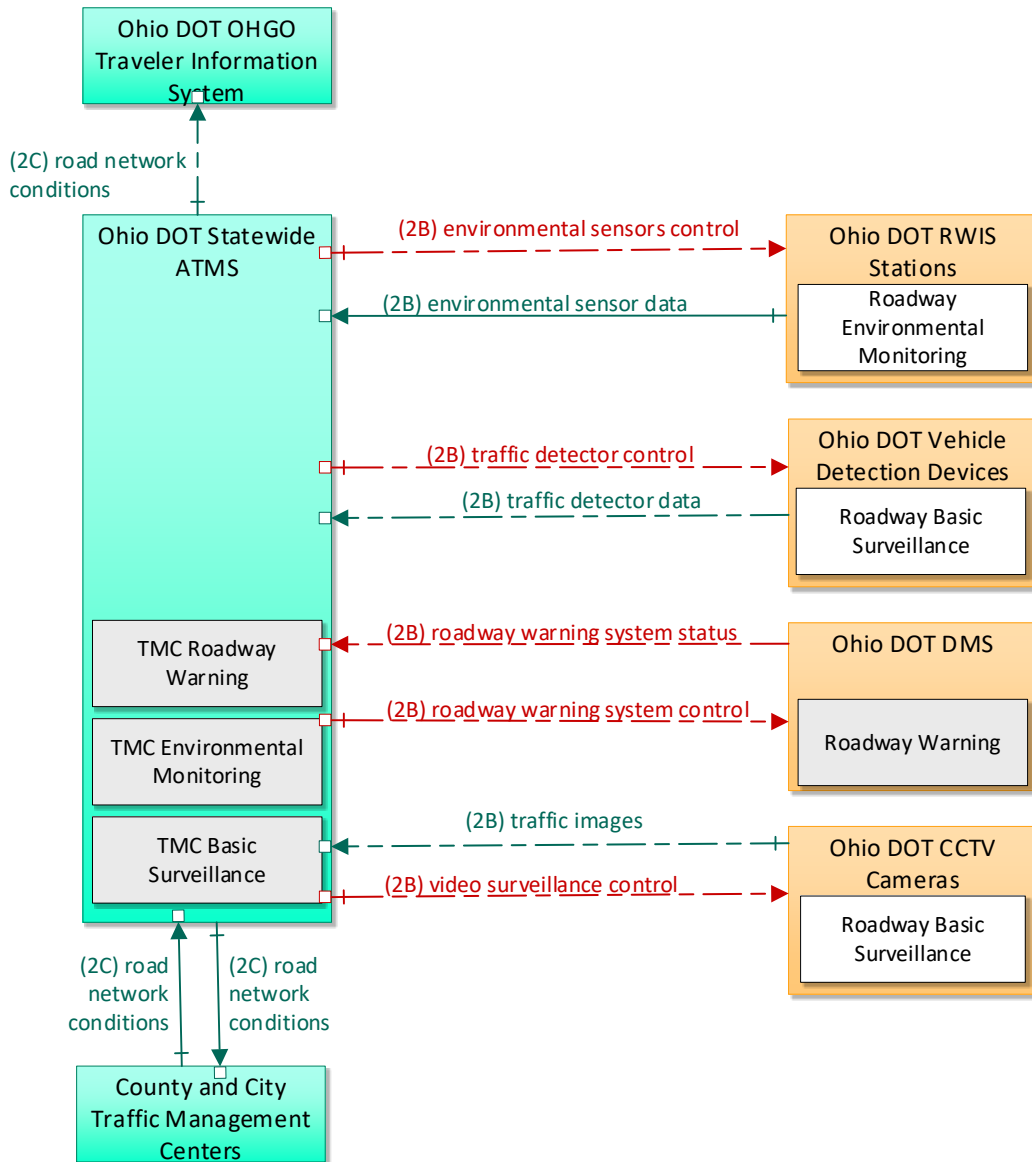 Ohio DOT OHGO
Traveler Information
System
(2C) road network
conditions
Ohio DOT Statewide
ATMS
(2B) environmental sensors control
Ohio DOT RWIS
Stations
(2B) environmental sensor data
Roadway
Environmental
Monitoring
(2B) traffic detector control
Ohio DOT Vehicle
Detection Devices
(2B) traffic detector data
Roadway Basic
Surveillance
TMC Roadway
Warning
(2B) roadway warning system status
Ohio DOT DMS
(2B) roadway warning system control
Roadway Warning
TMC Environmental
Monitoring
TMC Basic
Surveillance
(2B) traffic images
Ohio DOT CCTV
Cameras
(2B) video surveillance control
Roadway Basic
Surveillance
(2C) road
network
conditions
(2C) road
network
conditions
County and City
Traffic Management
Centers